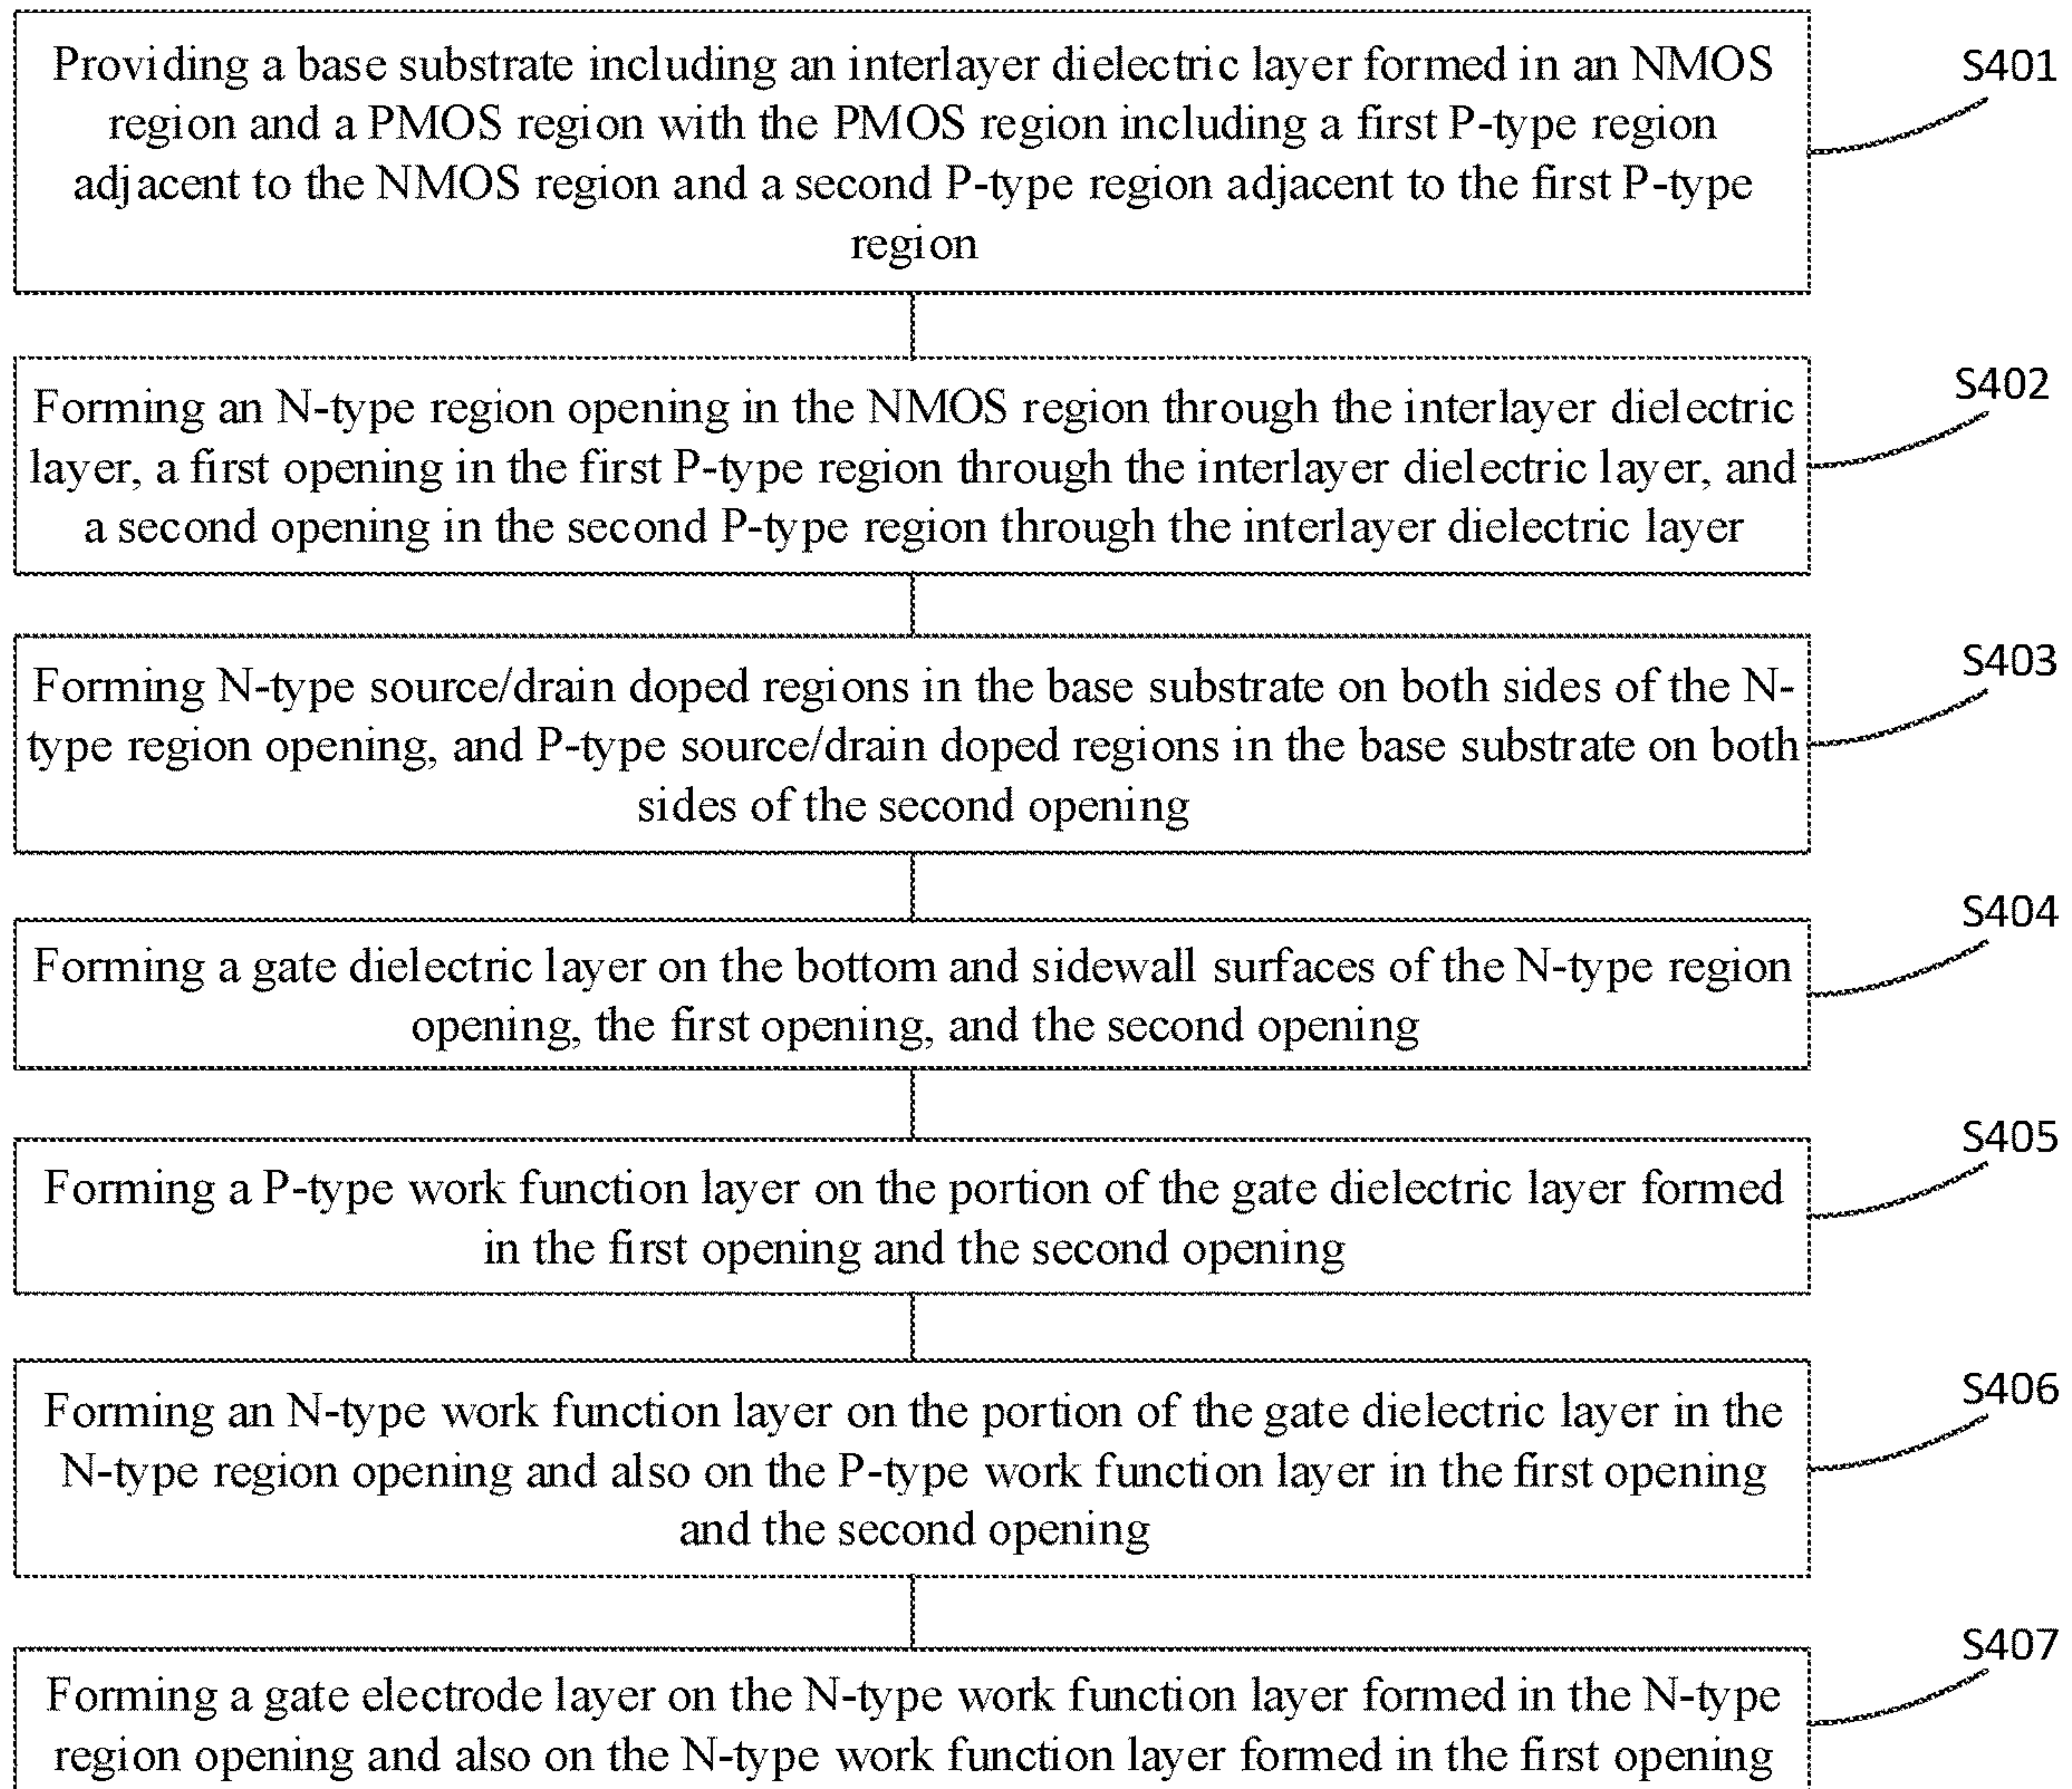 Providing a base substrate including an interlayer dielectric layer formed in an NMOS
region and a PMOS region with the PMOS region including a first P-type region
adjacent to the NMOS region and a second P-type region adjacent to the first P-type
region
S401
Forming an N-type region opening in the NMOS region through the interlayer dielectric
layer, a first opening in the first P-type region through the interlayer dielectric layer, and
a second opening in the second P-type region through the interlayer dielectric layer
S402
Forming N-type source/drain doped regions in the base substrate on both sides of the N-
type region opening, and P-type source/drain doped regions in the base substrate on both
sides of the second opening
S403
Forming a gate dielectric layer on the bottom and sidewall surfaces of the N-type region
opening, the first opening, and the second opening
S404
Forming a P-type work function layer on the portion of the gate dielectric layer formed
in the first opening and the second opening
S405
Forming an N-type work function layer on the portion of the gate dielectric layer in the
N-type region opening and also on the P-type work function layer in the first opening
and the second opening
S406
Forming a gate electrode layer on the N-type work function layer formed in the N-type
region opening and also on the N-type work function layer formed in the first opening
S407